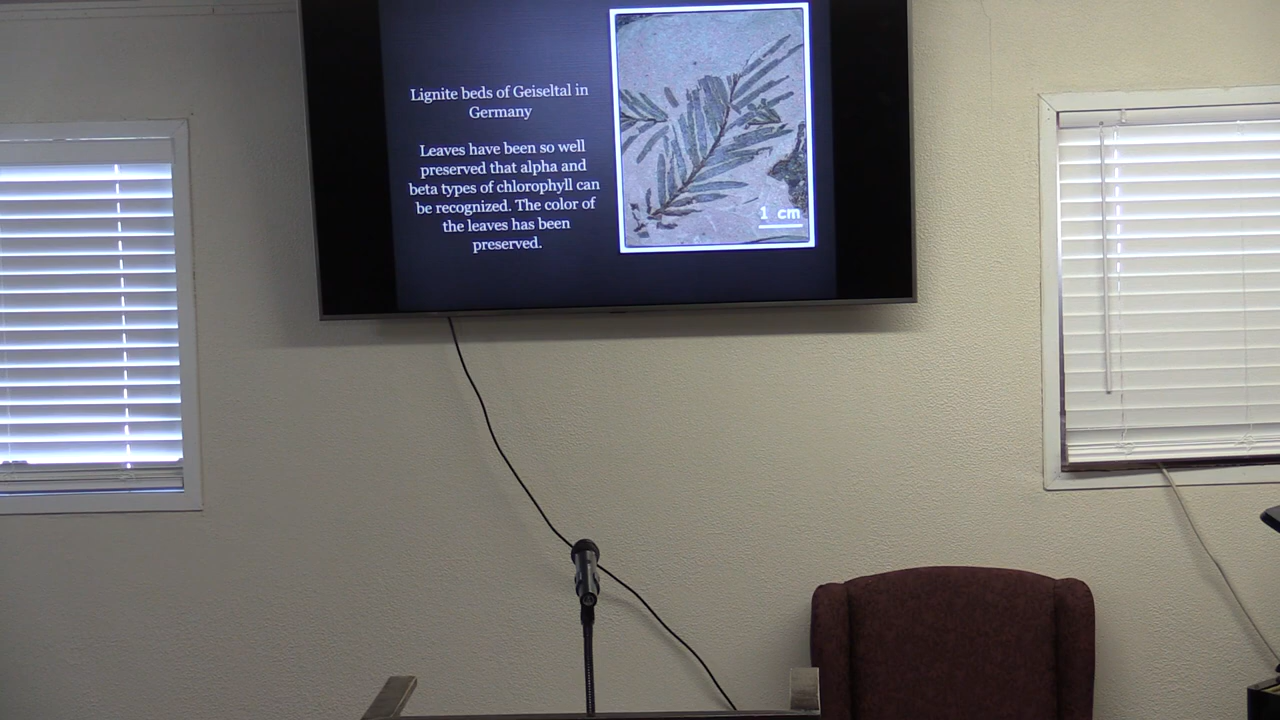 Lignite beds of Geiseltal in
Germany
Leaves have been so well
preserved that alpha and
beta types of chlorophyll can
be recognized. The color of
the leaves has been
preserved.
1 cm